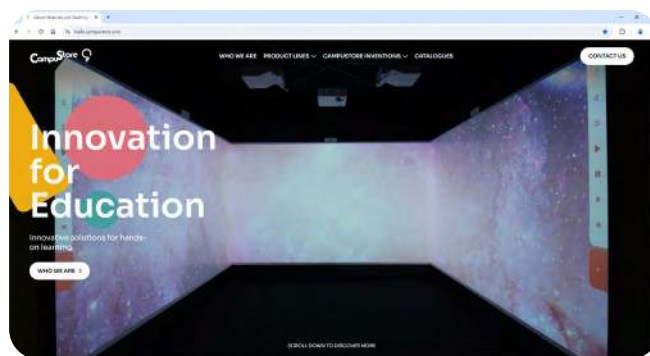 CampuStore
WHO WE ARE PRODUCT LINES CAMPUSTORE INVENTIONS CATALOGUES
CONTACT US
Innovation
for
Education
Innovative solutions for hands-
on learning.
WHO WE ARE
SCROLL DOWN TO DISCOVER MORE